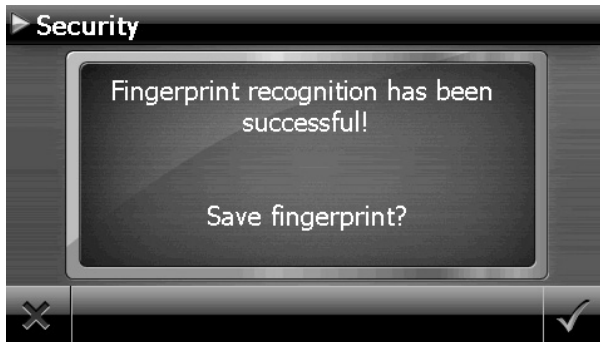 Security
Fingerprint recognition has been
successful!
Save fingerprint?